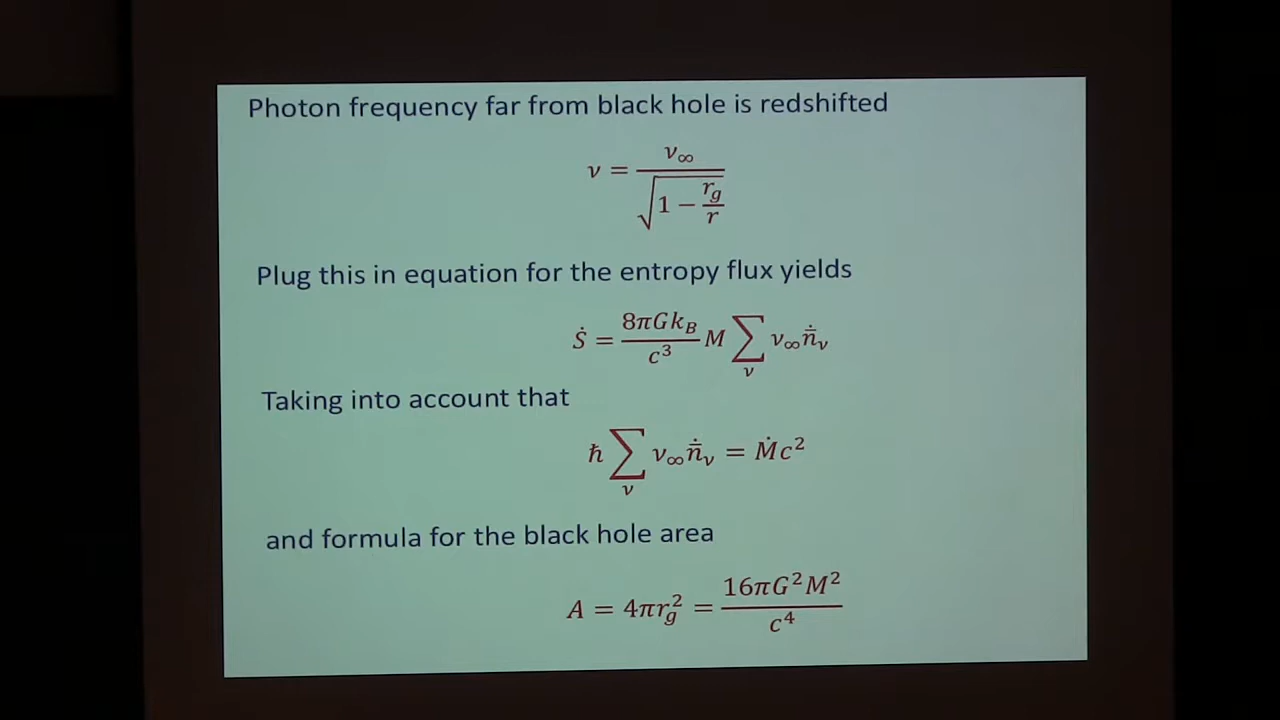 Photon frequency far from black hole is redshifted
ν = ν∞ / √(1 − r_g/r)
Plug this in equation for the entropy flux yields
Ṡ = (8πGk_B / c³) M ∑_ν ν∞ n̄̇_ν
Taking into account that
ħ ∑_ν ν∞ n̄̇_ν = Ṁc²
and formula for the black hole area
A = 4πr_g² = 16πG²M² / c⁴